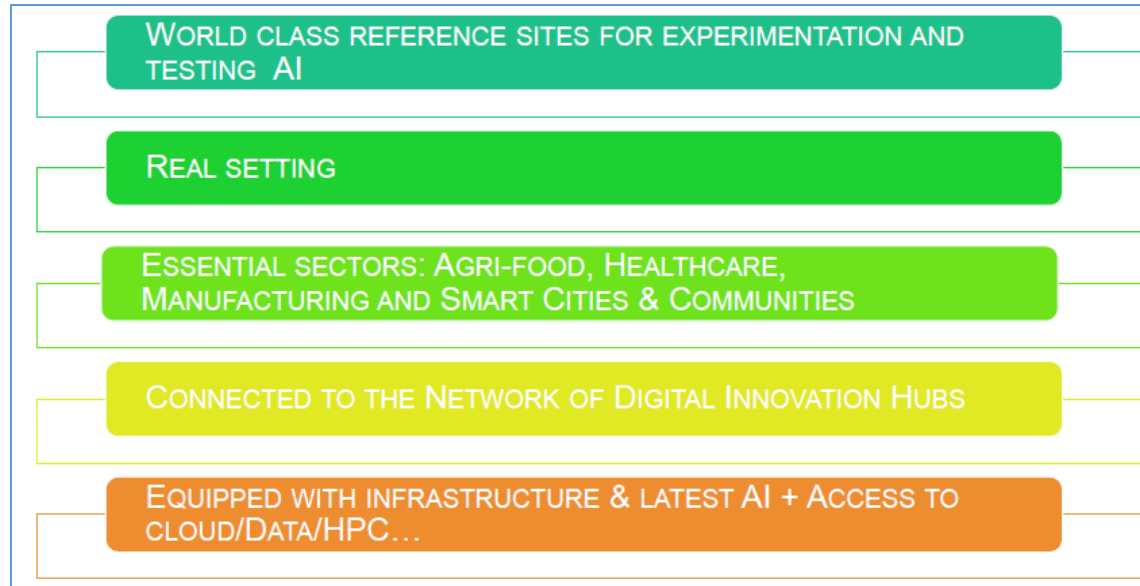 WORLD CLASS REFERENCE SITES FOR EXPERIMENTATION AND
TESTING AI
REAL SETTING
ESSENTIAL SECTORS: AGRI-FOOD, HEALTHCARE,
MANUFACTURING AND SMART CITIES & COMMUNITIES
CONNECTED TO THE NETWORK OF DIGITAL INNOVATION HUBS
EQUIPPED WITH INFRASTRUCTURE & LATEST AI + ACCESS TO
CLOUD/DATA/HPC…